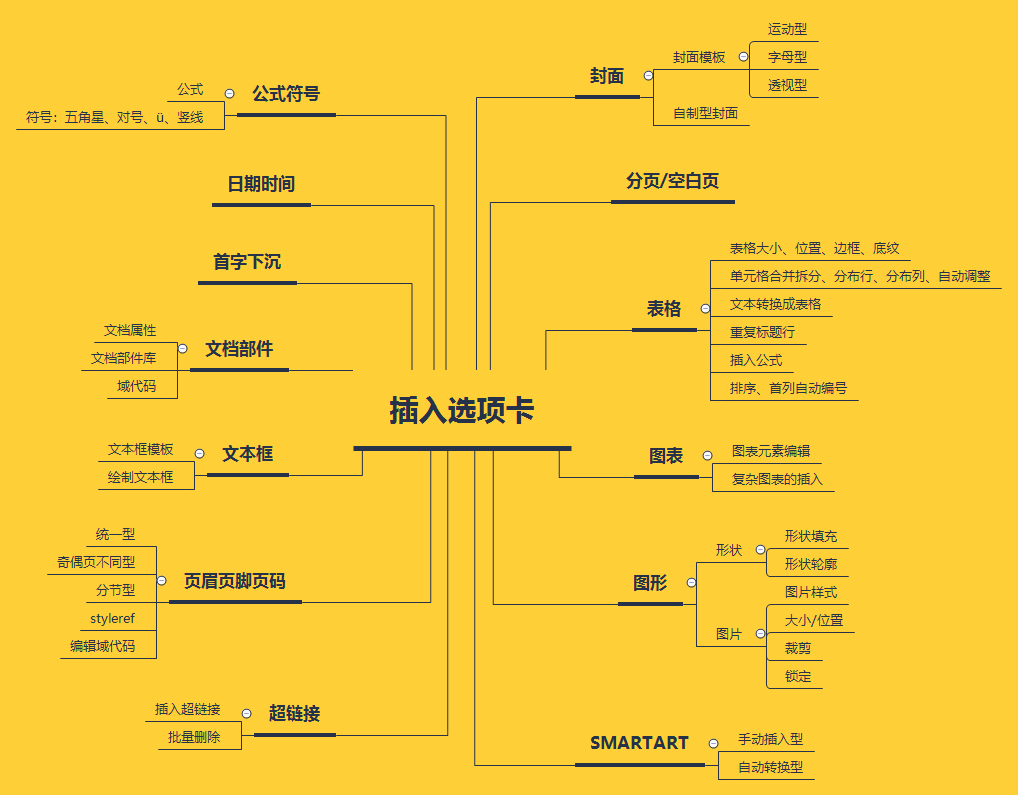 插入选项卡
封面
封面模板
运动型
字母型
透视型
自制型封面
分页/空白页
表格
表格大小、位置、边框、底纹
单元格合并拆分、分布行、分布列、自动调整
文本转换成表格
重复标题行
插入公式
排序、首列自动编号
图表
图表元素编辑
复杂图表的插入
图形
形状
形状填充
形状轮廓
图片
图片样式
大小/位置
裁剪
锁定
SMARTART
手动插入型
自动转换型
公式符号
公式
符号：五角星、对号、ü、竖线
日期时间
首字下沉
文档部件
文档属性
文档部件库
域代码
文本框
文本框模板
绘制文本框
页眉页脚页码
统一型
奇偶页不同型
分节型
styleref
编辑域代码
超链接
插入超链接
批量删除